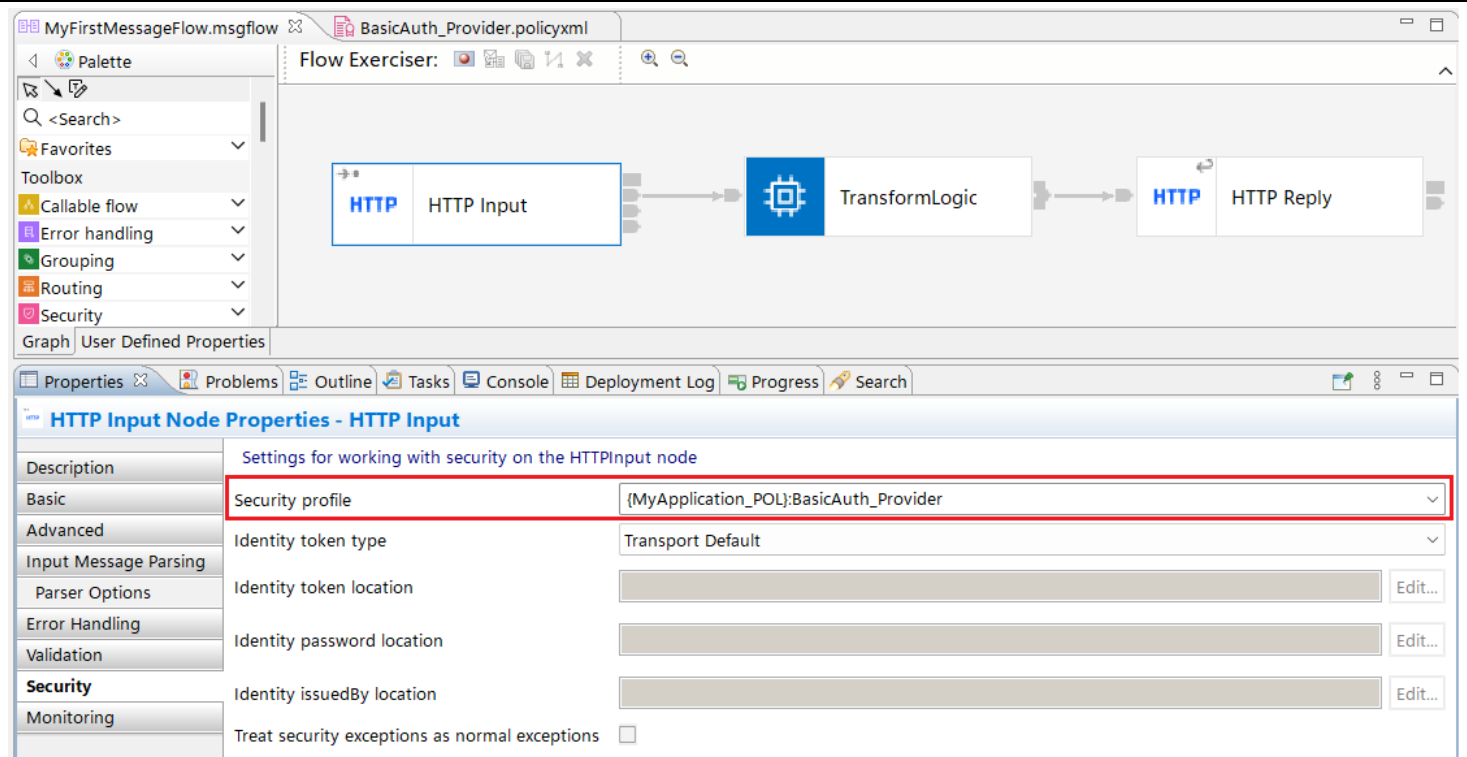 MyFirstMessageFlow.msgflow
BasicAuth_Provider.policyxml
Palette
Flow Exerciser:
<Search>
Favorites
Toolbox
Callable flow
Error handling
Grouping
Routing
Security
HTTP HTTP Input
TransformLogic
HTTP HTTP Reply
Graph User Defined Properties
Properties Problems Outline Tasks Console Deployment Log Progress Search
HTTP Input Node Properties - HTTP Input
Description
Basic
Advanced
Input Message Parsing
Parser Options
Error Handling
Validation
Security
Monitoring
Settings for working with security on the HTTPInput node
Security profile {MyApplication_POL}:BasicAuth_Provider
Identity token type Transport Default
Identity token location Edit...
Identity password location Edit...
Identity issuedBy location Edit...
Treat security exceptions as normal exceptions